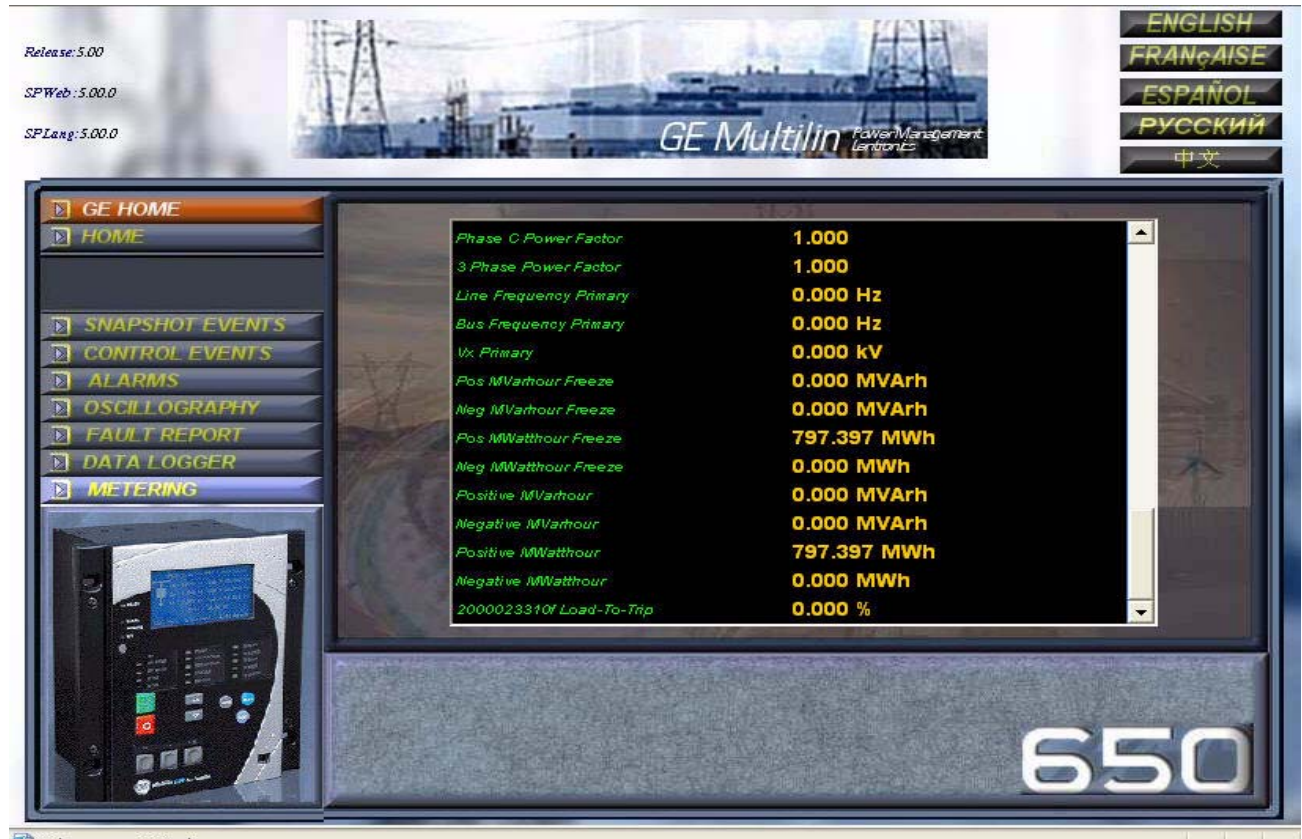 Release:5.00
SPWeb:5.00.0
SPLang:5.00.0
GE Multilin PowerManagement
Lentronics
ENGLISH
FRANçAISE
ESPAÑOL
РУССКИЙ
中文
GE HOME
HOME
SNAPSHOT EVENTS
CONTROL EVENTS
ALARMS
OSCILLOGRAPHY
FAULT REPORT
DATA LOGGER
METERING
Phase C Power Factor 1.000
3 Phase Power Factor 1.000
Line Frequency Primary 0.000 Hz
Bus Frequency Primary 0.000 Hz
Vx Primary 0.000 kV
Pos MVarhour Freeze 0.000 MVArh
Neg MVarhour Freeze 0.000 MVArh
Pos MWatthour Freeze 797.397 MWh
Neg MWatthour Freeze 0.000 MWh
Positive MVarhour 0.000 MVArh
Negative MVarhour 0.000 MVArh
Positive MWatthour 797.397 MWh
Negative MWatthour 0.000 MWh
2000023310f Load-To-Trip 0.000 %
650